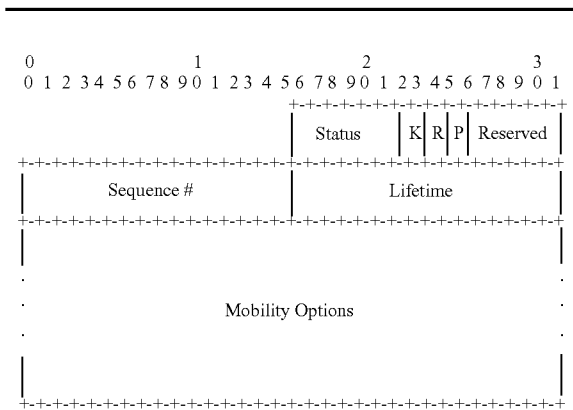 0 1 2 3
0 1 2 3 4 5 6 7 8 9 0 1 2 3 4 5 6 7 8 9 0 1 2 3 4 5 6 7 8 9 0 1
+-+-+-+-+-+-+-+-+-+-+-+-+-+-+-+-+
| Status | K | R | P | Reserved |
+-+-+-+-+-+-+-+-+-+-+-+-+-+-+-+-+-+-+-+-+-+-+-+-+-+-+-+-+-+-+-+-+
| Sequence # | Lifetime |
+-+-+-+-+-+-+-+-+-+-+-+-+-+-+-+-+-+-+-+-+-+-+-+-+-+-+-+-+-+-+-+-+
| |
. .
. Mobility Options .
. .
| |
+-+-+-+-+-+-+-+-+-+-+-+-+-+-+-+-+-+-+-+-+-+-+-+-+-+-+-+-+-+-+-+-+